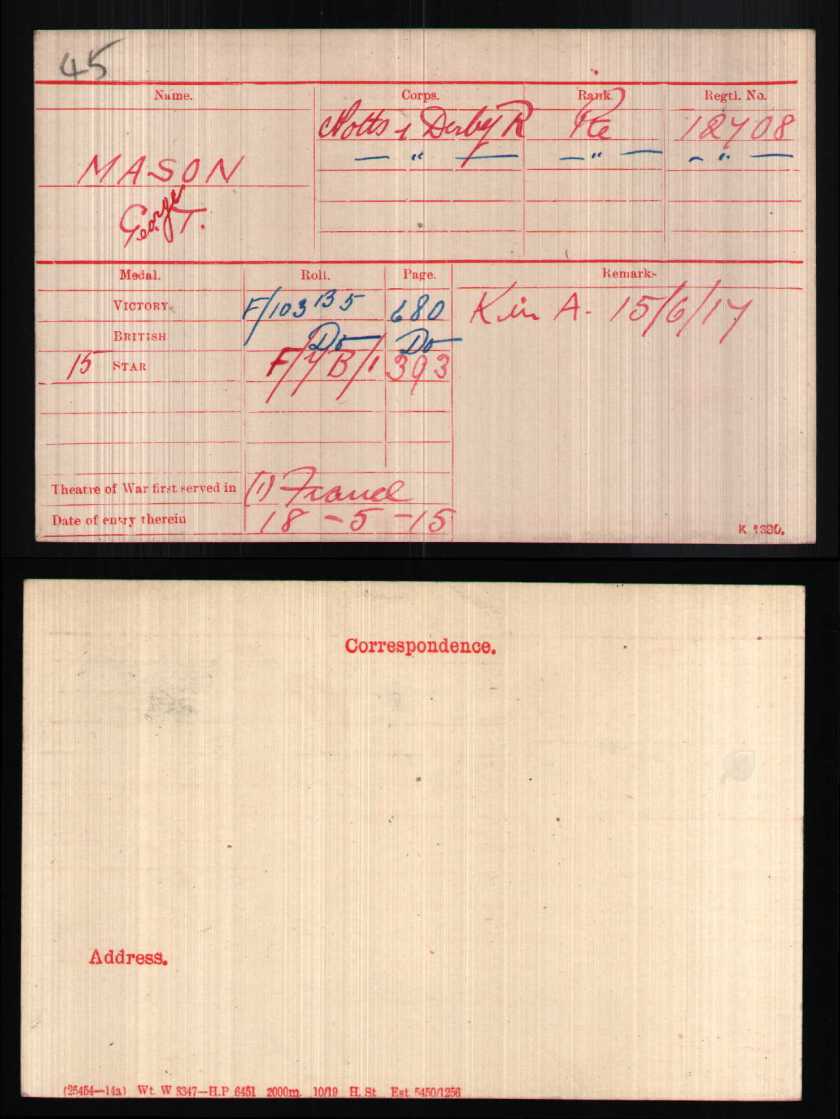 45
Name. Corps. Rank. Regtl. No.
Notts & Derby R Pte 12708
— " — — " — — " —
MASON
George T.
Medal. Roll. Page. Remarks
VICTORY. F/103 B5 680 K in A. 15/6/17
BRITISH Do Do
15 STAR F/7 B/1 393
Theatre of War first served in (1) France
Date of entry therein 18-5-15
K 1380.
Correspondence.
Address.
(25454—14a) Wt. W 8347—H.P 6451 2000m. 10/19 H. St Est 5450/1256